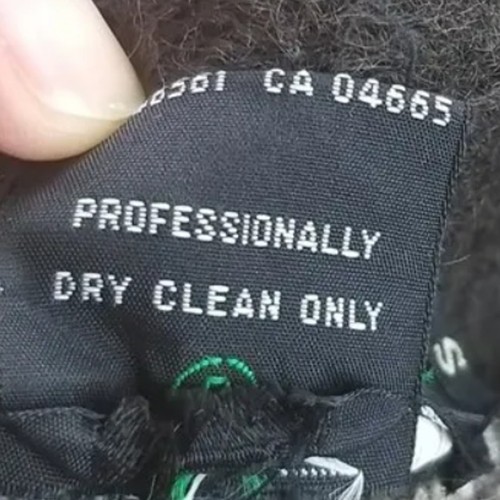 CA 04665
PROFESSIONALLY
DRY CLEAN ONLY
S